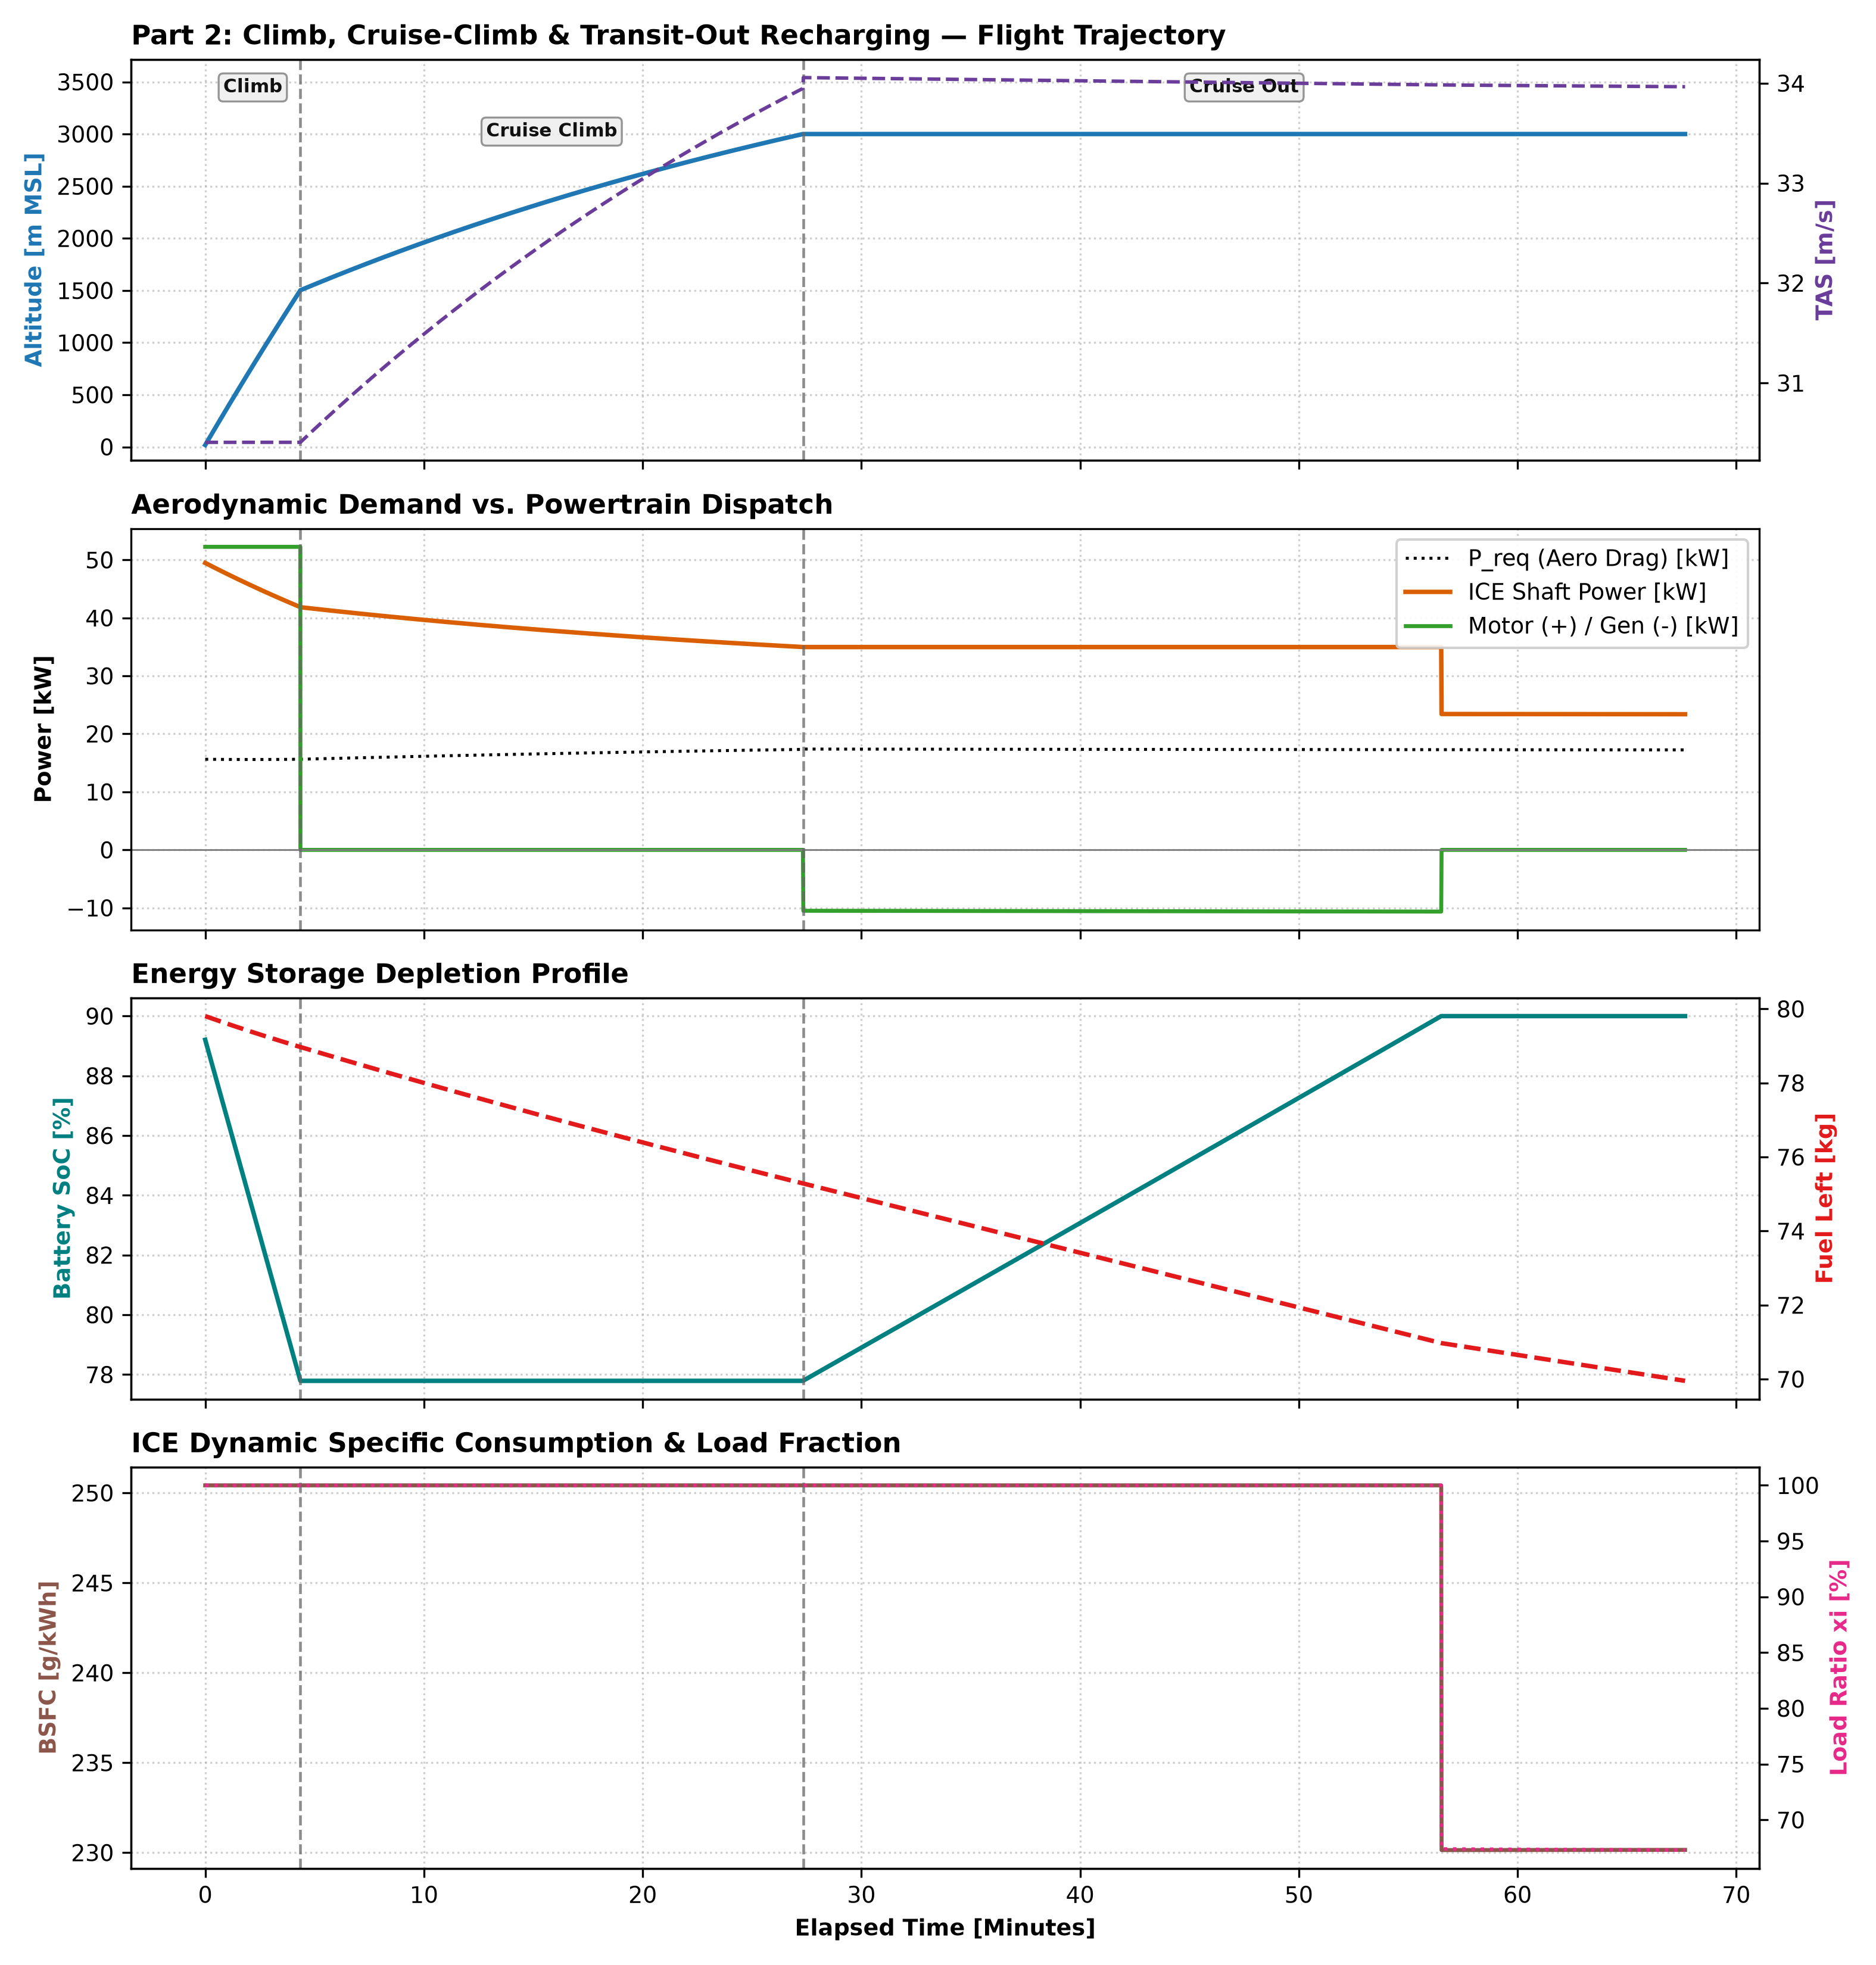 Part 2: Climb, Cruise-Climb & Transit-Out Recharging — Flight Trajectory
Climb
Cruise Climb
Cruise Out
3500
3000
2500
2000
1500
1000
500
0
Altitude [m MSL]
34
33
32
31
TAS [m/s]
Aerodynamic Demand vs. Powertrain Dispatch
P_req (Aero Drag) [kW]
ICE Shaft Power [kW]
Motor (+) / Gen (-) [kW]
50
40
30
20
10
0
−10
Power [kW]
Energy Storage Depletion Profile
90
88
86
84
82
80
78
Battery SoC [%]
80
78
76
74
72
70
Fuel Left [kg]
ICE Dynamic Specific Consumption & Load Fraction
250
245
240
235
230
BSFC [g/kWh]
100
95
90
85
80
75
70
Load Ratio xi [%]
0 10 20 30 40 50 60 70
Elapsed Time [Minutes]